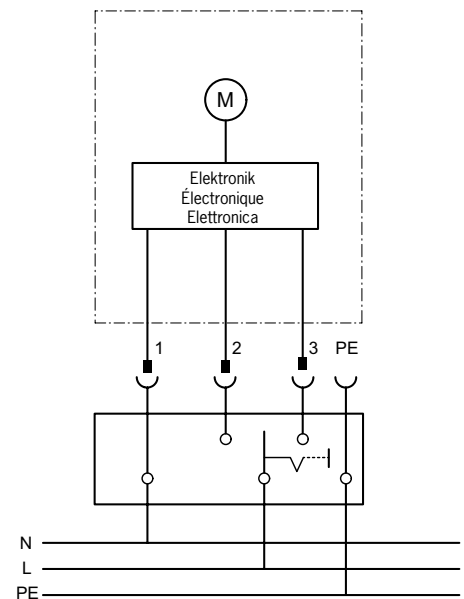 M
Elektronik
Électronique
Elettronica
1 2 3 PE
N
L
PE